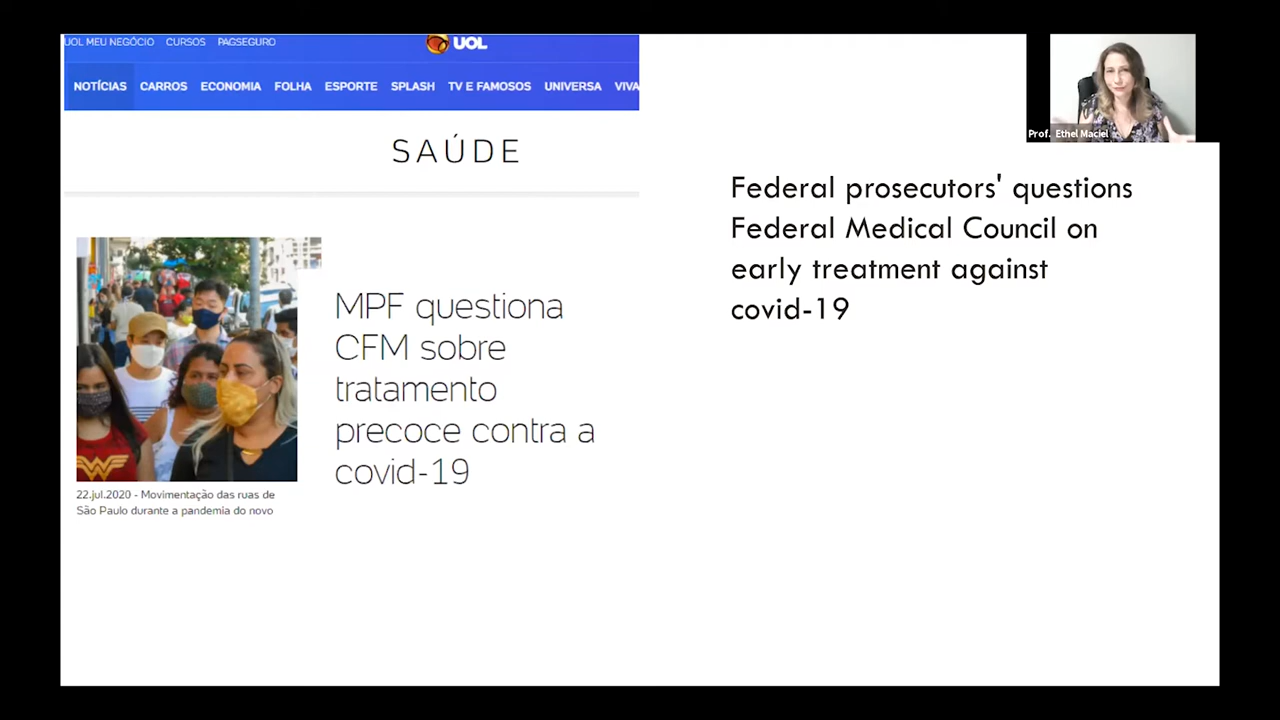 UOL MEU NEGÓCIO CURSOS PAGSEGURO
UOL
NOTÍCIAS CARROS ECONOMIA FOLHA ESPORTE SPLASH TV E FAMOSOS UNIVERSA VIVA
SAÚDE
MPF questiona
CFM sobre
tratamento
precoce contra a
covid-19
22.jul.2020 - Movimentação das ruas de
São Paulo durante a pandemia do novo
Prof. Ethel Maciel
Federal prosecutors' questions
Federal Medical Council on
early treatment against
covid-19